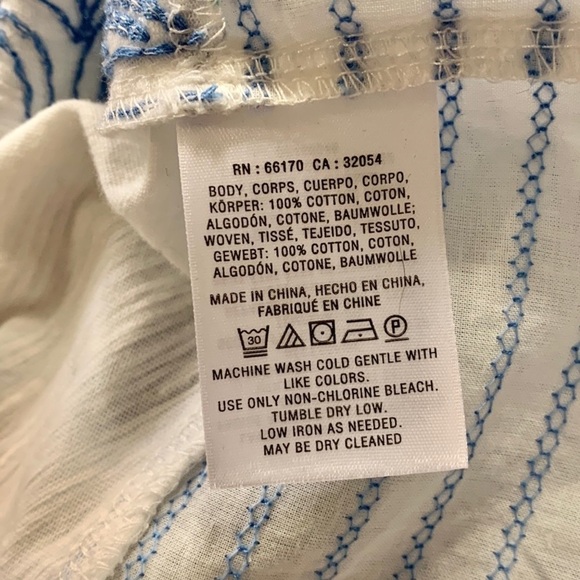 RN : 66170 CA : 32054
BODY, CORPS, CUERPO, CORPO,
KÖRPER: 100% COTTON, COTON,
ALGODÓN, COTONE, BAUMWOLLE;
WOVEN, TISSÉ, TEJEIDO, TESSUTO,
GEWEBT: 100% COTTON, COTON,
ALGODÓN, COTONE, BAUMWOLLE
MADE IN CHINA, HECHO EN CHINA,
FABRIQUÉ EN CHINE
30 P
MACHINE WASH COLD GENTLE WITH
LIKE COLORS.
USE ONLY NON-CHLORINE BLEACH.
TUMBLE DRY LOW.
LOW IRON AS NEEDED.
MAY BE DRY CLEANED